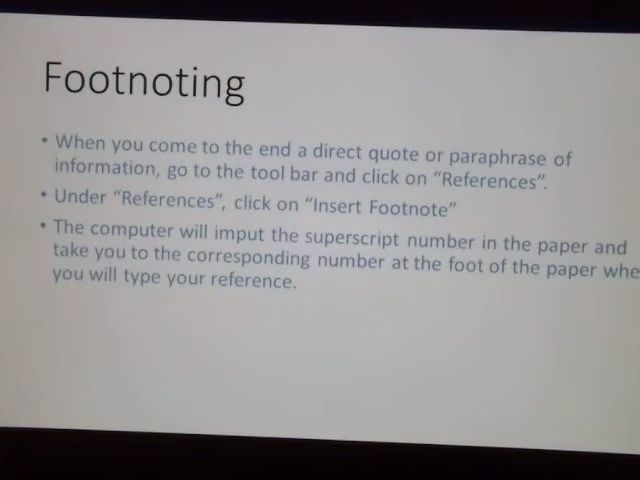 Footnoting
• When you come to the end a direct quote or paraphrase of
information, go to the tool bar and click on “References”.
• Under “References”, click on “Insert Footnote”
• The computer will imput the superscript number in the paper and
take you to the corresponding number at the foot of the paper whe
you will type your reference.